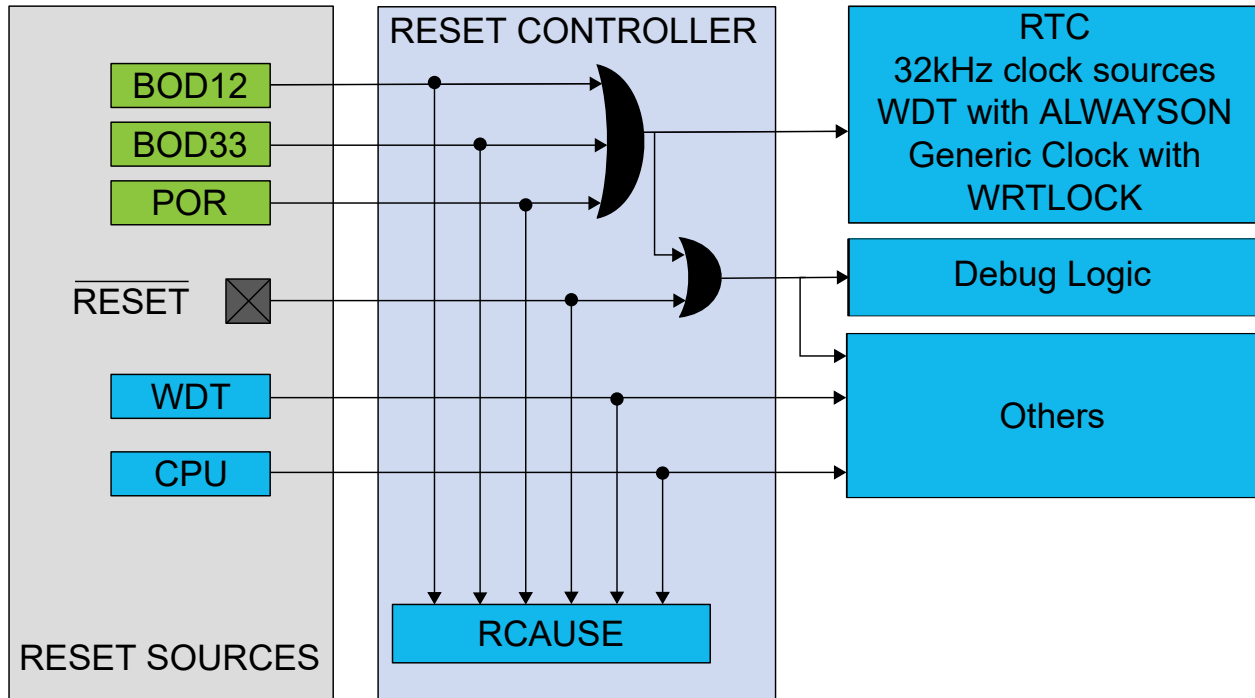 RESET SOURCES
BOD12
BOD33
POR
RESET
WDT
CPU
RESET CONTROLLER
RCAUSE
RTC
32kHz clock sources
WDT with ALWAYSON
Generic Clock with
WRTLOCK
Debug Logic
Others